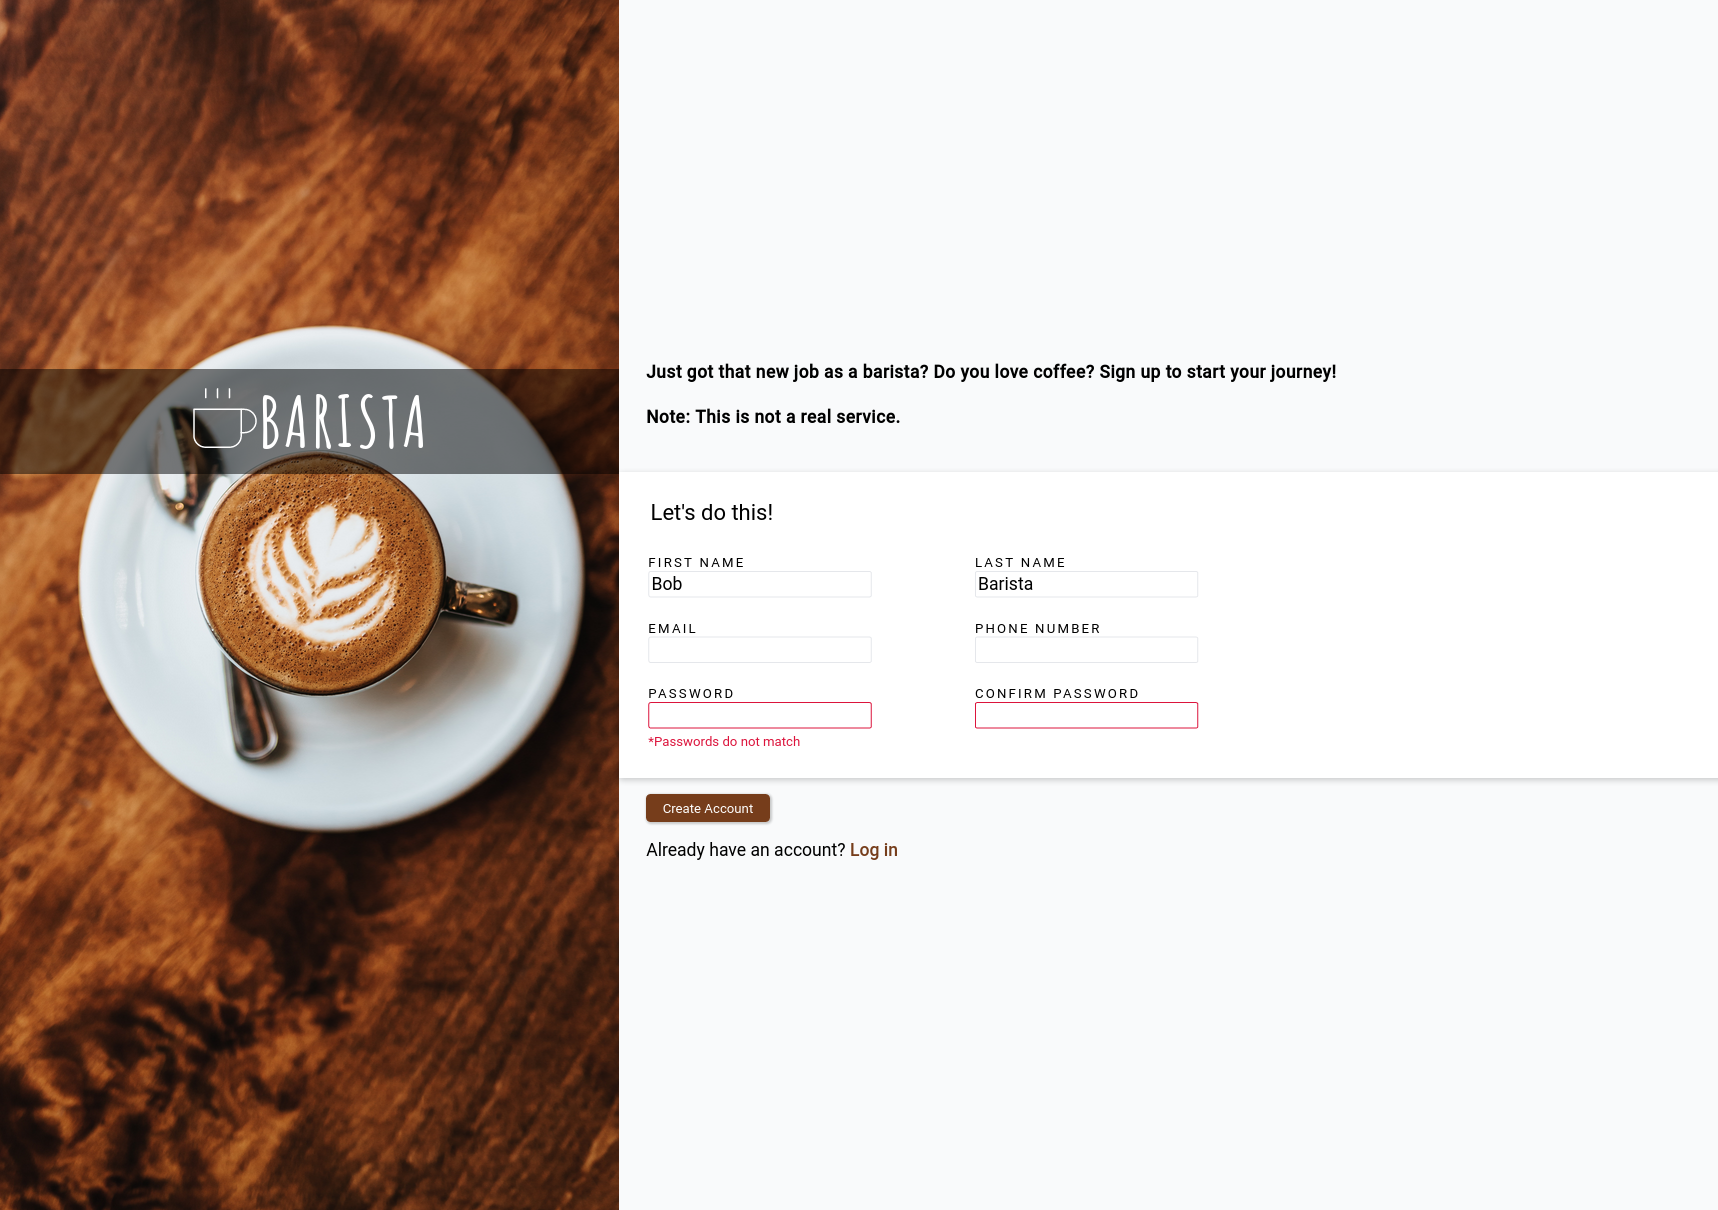 BARISTA
Just got that new job as a barista? Do you love coffee? Sign up to start your journey!
Note: This is not a real service.
Let's do this!
FIRST NAME
Bob
LAST NAME
Barista
EMAIL
PHONE NUMBER
PASSWORD
CONFIRM PASSWORD
*Passwords do not match
Create Account
Already have an account? Log in